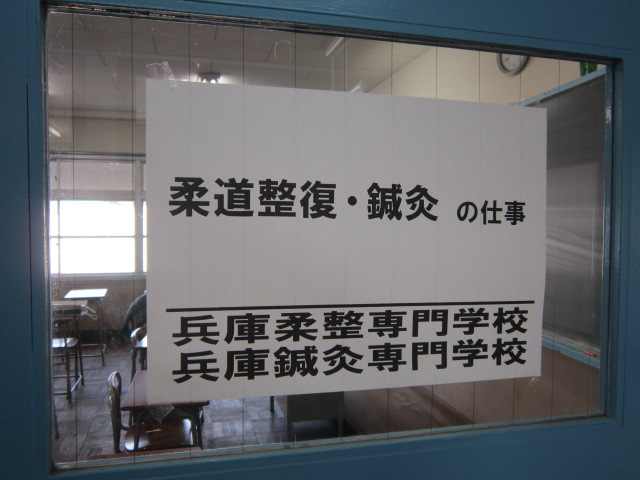 柔道整復・鍼灸 の仕事
兵庫柔整専門学校
兵庫鍼灸専門学校